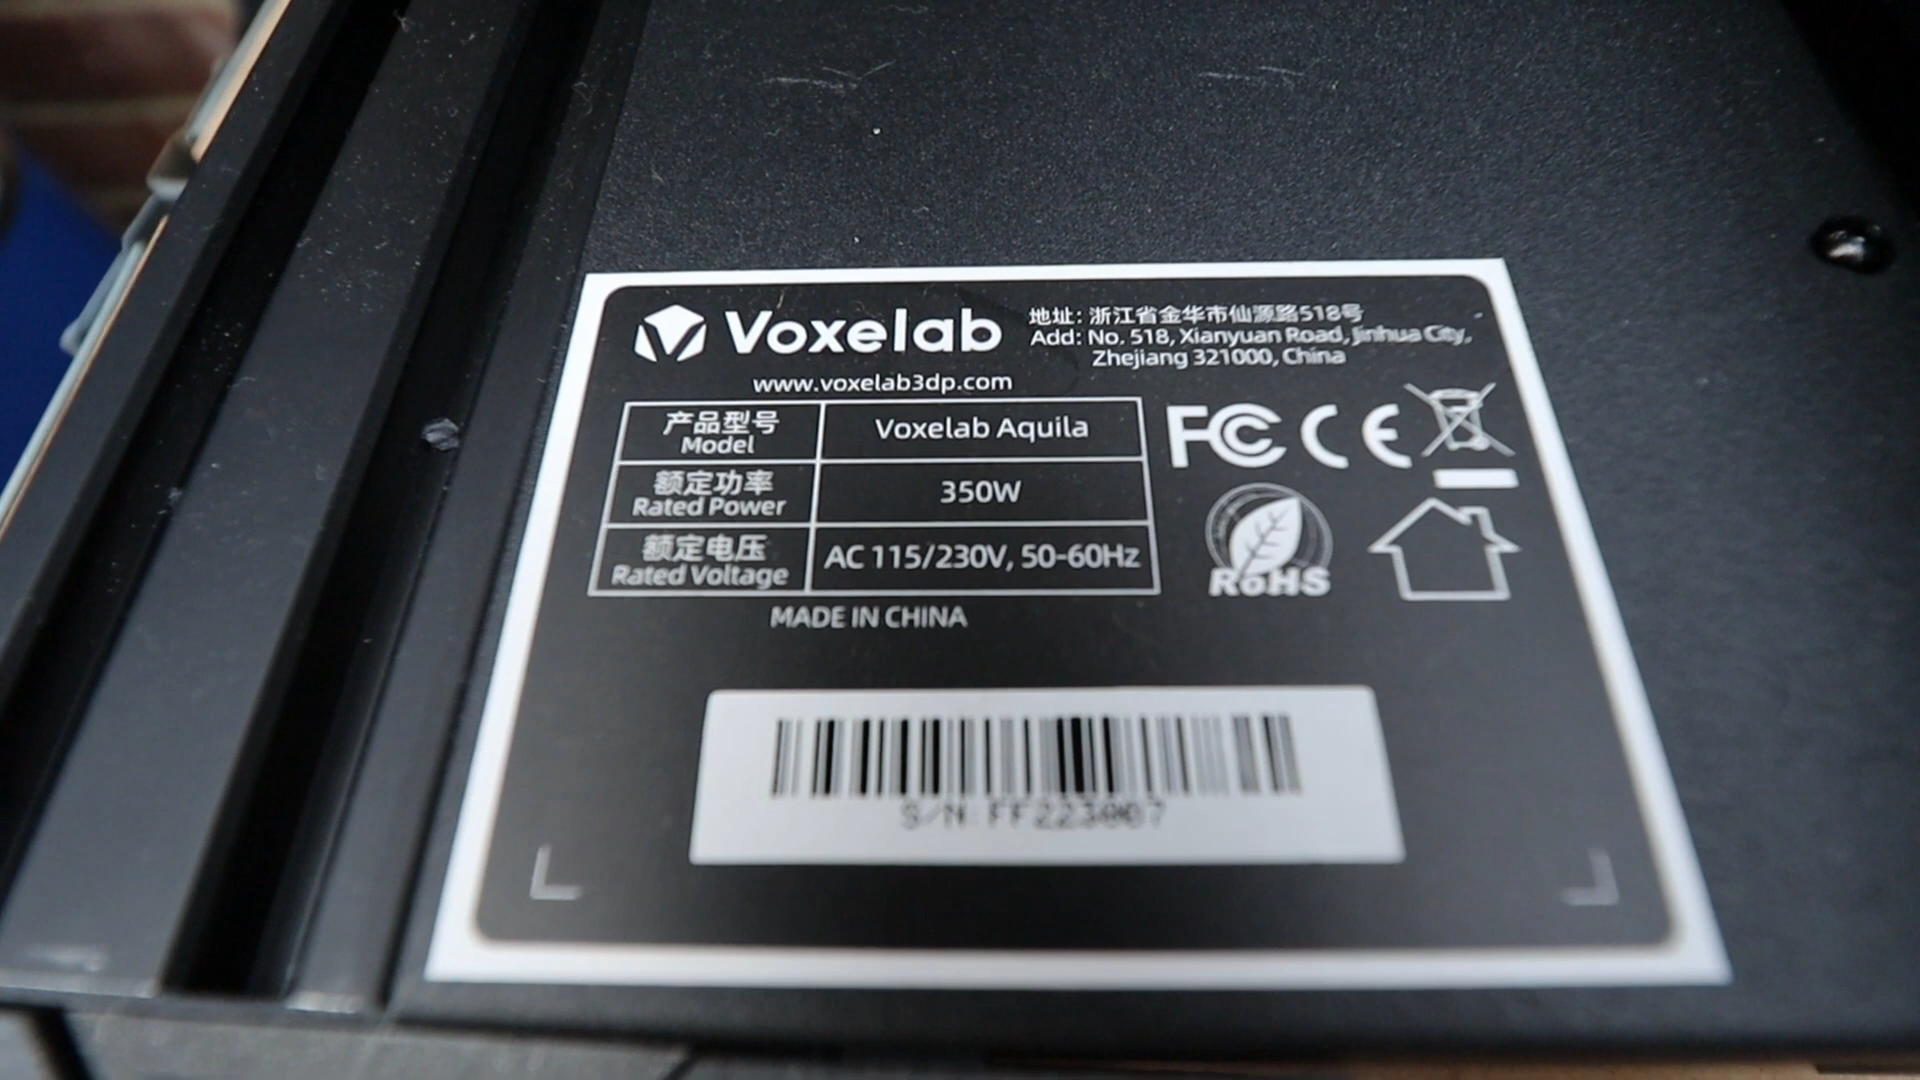 Voxelab
地址: 浙江省金华市仙源路518号
Add: No. 518, Xianyuan Road, Jinhua City,
Zhejiang 321000, China
www.voxelab3dp.com
产品型号
Model
Voxelab Aquila
额定功率
Rated Power
350W
额定电压
Rated Voltage
AC 115/230V, 50-60Hz
FC CE
RoHS
MADE IN CHINA
S/N:FF223007